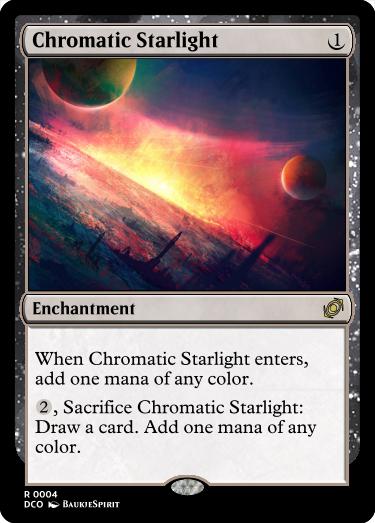 Chromatic Starlight 1
Enchantment
When Chromatic Starlight enters,
add one mana of any color.
2, Sacrifice Chromatic Starlight:
Draw a card. Add one mana of any
color.
R 0004
DCO BaukjeSpirit